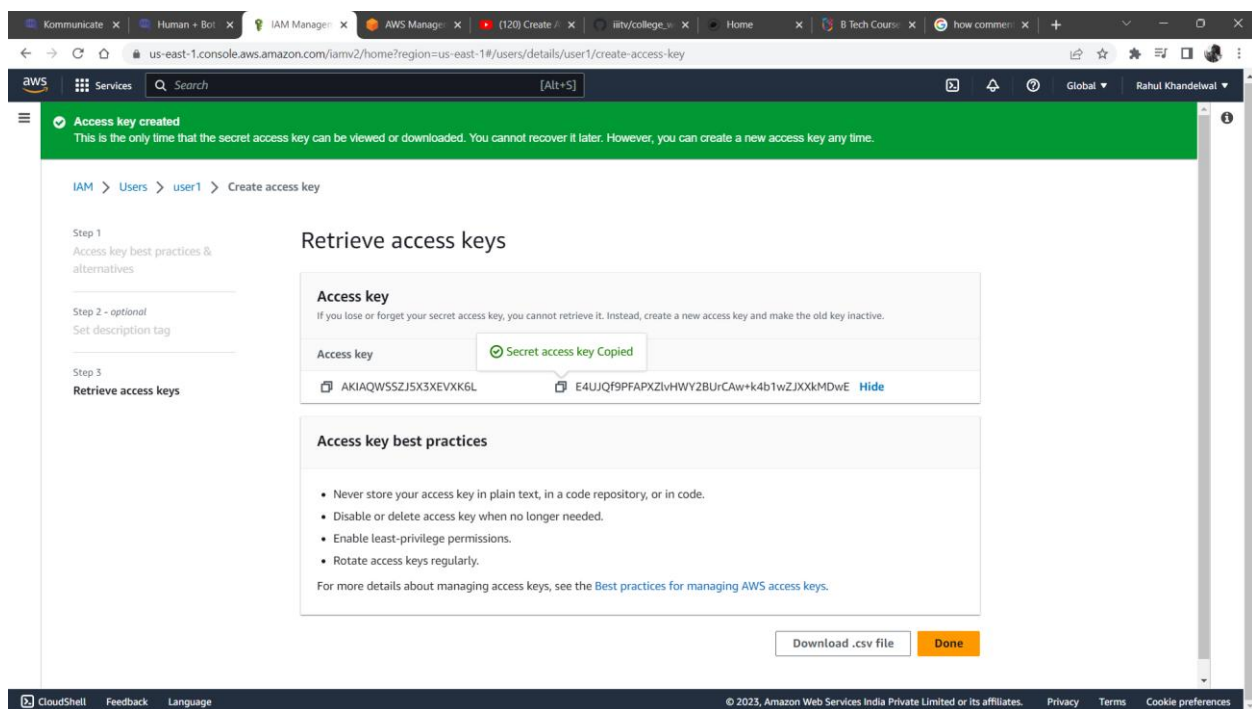 Kommunicate
Human + Bot
IAM Manager
AWS Manage
(120) Create A
iiitv/college_w
Home
B Tech Course
how commen
us-east-1.console.aws.amazon.com/iamv2/home?region=us-east-1#/users/details/user1/create-access-key
aws
Services
Search
[Alt+S]
Global
Rahul Khandelwal
Access key created
This is the only time that the secret access key can be viewed or downloaded. You cannot recover it later. However, you can create a new access key any time.
IAM > Users > user1 > Create access key
Step 1
Access key best practices &
alternatives
Step 2 - optional
Set description tag
Step 3
Retrieve access keys
Retrieve access keys
Access key
If you lose or forget your secret access key, you cannot retrieve it. Instead, create a new access key and make the old key inactive.
Access key
Secret access key Copied
AKIAQWSSZJ5X3XEVXK6L
E4UJQf9PFAPXZlvHWY2BUrCAw+k4b1wZJXXkMDwE Hide
Access key best practices
• Never store your access key in plain text, in a code repository, or in code.
• Disable or delete access key when no longer needed.
• Enable least-privilege permissions.
• Rotate access keys regularly.
For more details about managing access keys, see the Best practices for managing AWS access keys.
Download .csv file
Done
CloudShell
Feedback
Language
© 2023, Amazon Web Services India Private Limited or its affiliates.
Privacy
Terms
Cookie preferences